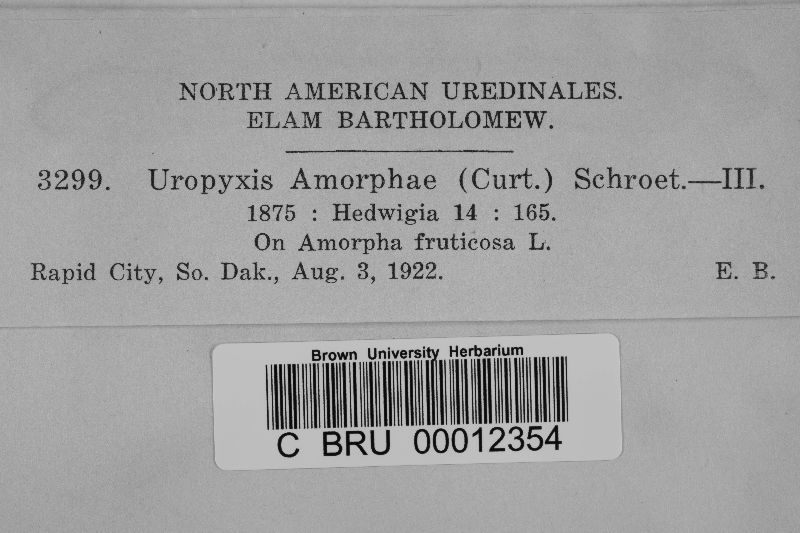 NORTH AMERICAN UREDINALES.
ELAM BARTHOLOMEW.
3299. Uropyxis Amorphae (Curt.) Schroet.—III.
1875 : Hedwigia 14 : 165.
On Amorpha fruticosa L.
Rapid City, So. Dak., Aug. 3, 1922. E. B.
Brown University Herbarium
C BRU 00012354